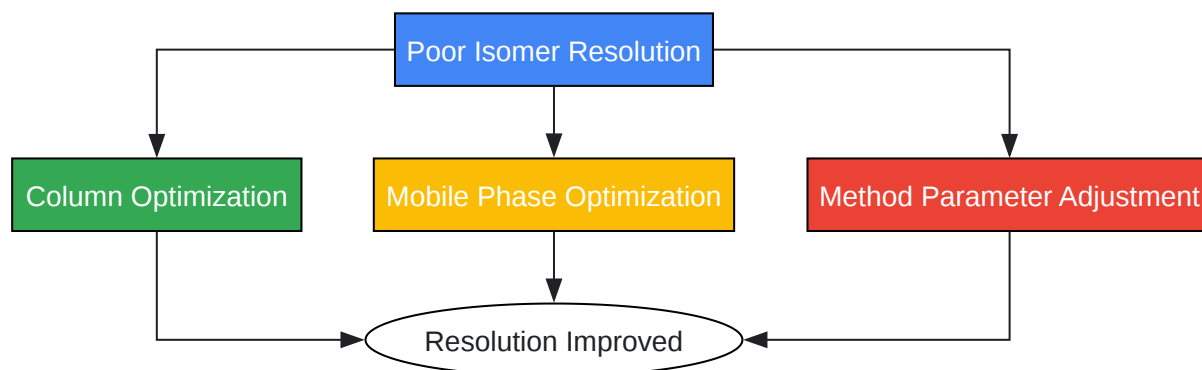 Poor Isomer Resolution
Column Optimization
Mobile Phase Optimization
Method Parameter Adjustment
Resolution Improved